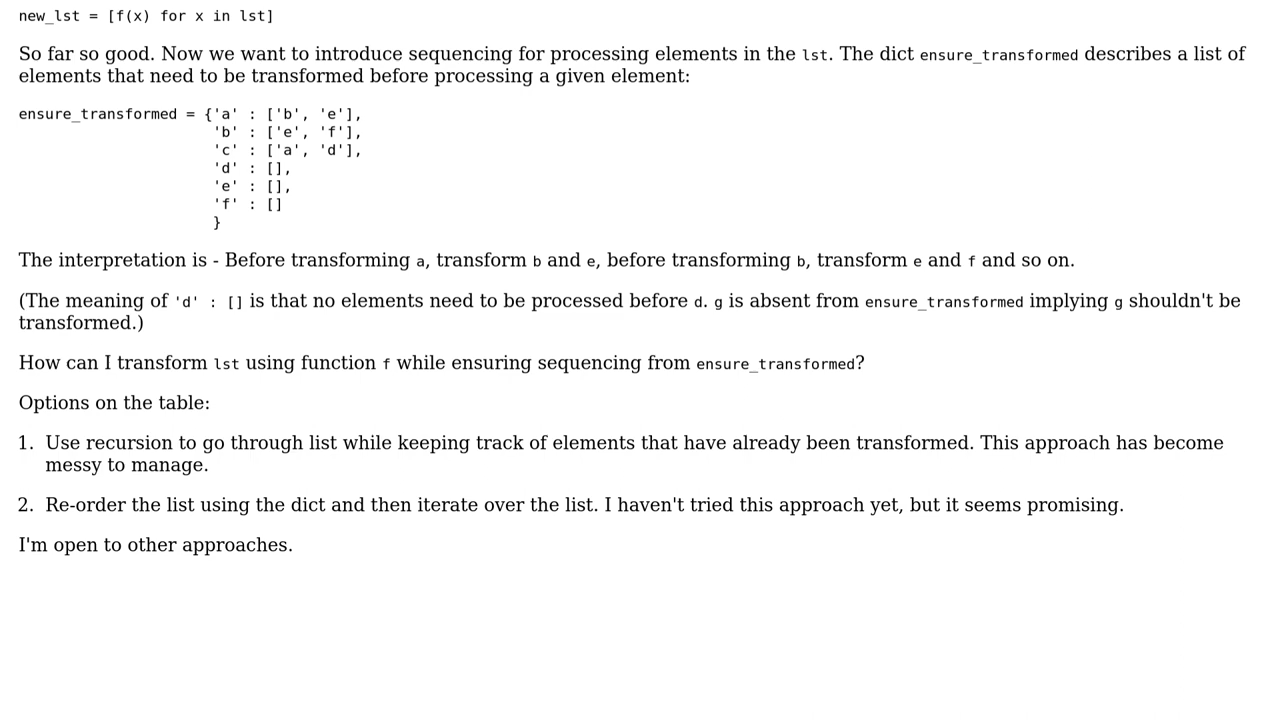 new_lst = [f(x) for x in lst]
So far so good. Now we want to introduce sequencing for processing elements in the lst. The dict ensure_transformed describes a list of
elements that need to be transformed before processing a given element:
ensure_transformed = {'a' : ['b', 'e'],
                      'b' : ['e', 'f'],
                      'c' : ['a', 'd'],
                      'd' : [],
                      'e' : [],
                      'f' : []
                      }
The interpretation is - Before transforming a, transform b and e, before transforming b, transform e and f and so on.
(The meaning of 'd' : [] is that no elements need to be processed before d. g is absent from ensure_transformed implying g shouldn't be
transformed.)
How can I transform lst using function f while ensuring sequencing from ensure_transformed?
Options on the table:
1. Use recursion to go through list while keeping track of elements that have already been transformed. This approach has become
messy to manage.
2. Re-order the list using the dict and then iterate over the list. I haven't tried this approach yet, but it seems promising.
I'm open to other approaches.